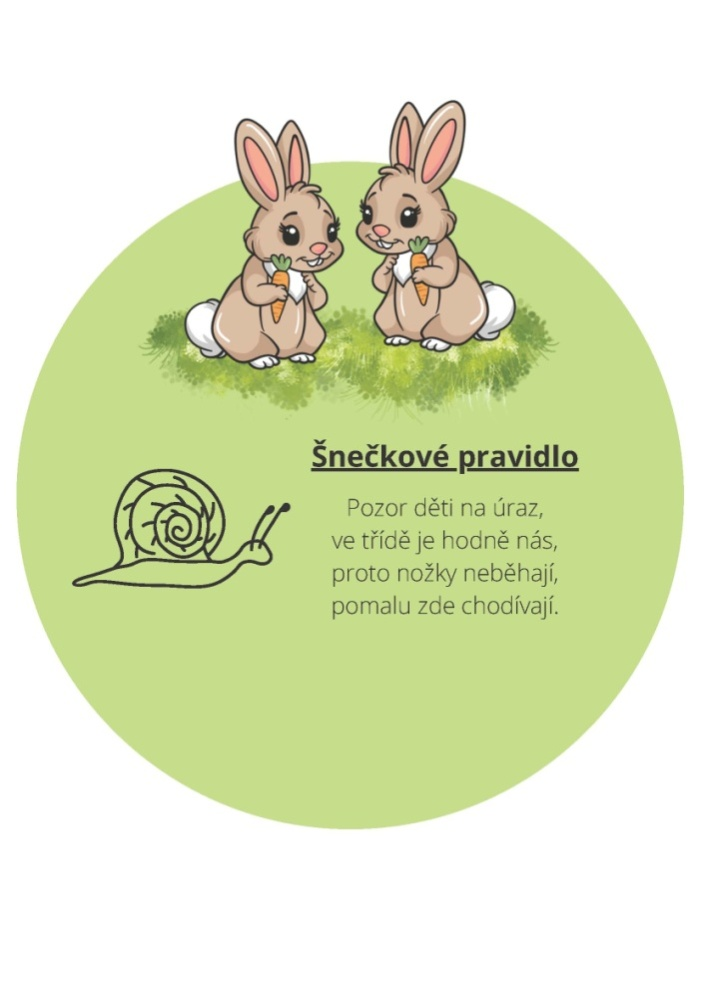 Šnečkové pravidlo
Pozor děti na úraz,
ve třídě je hodně nás,
proto nožky neběhají,
pomalu zde chodívají.